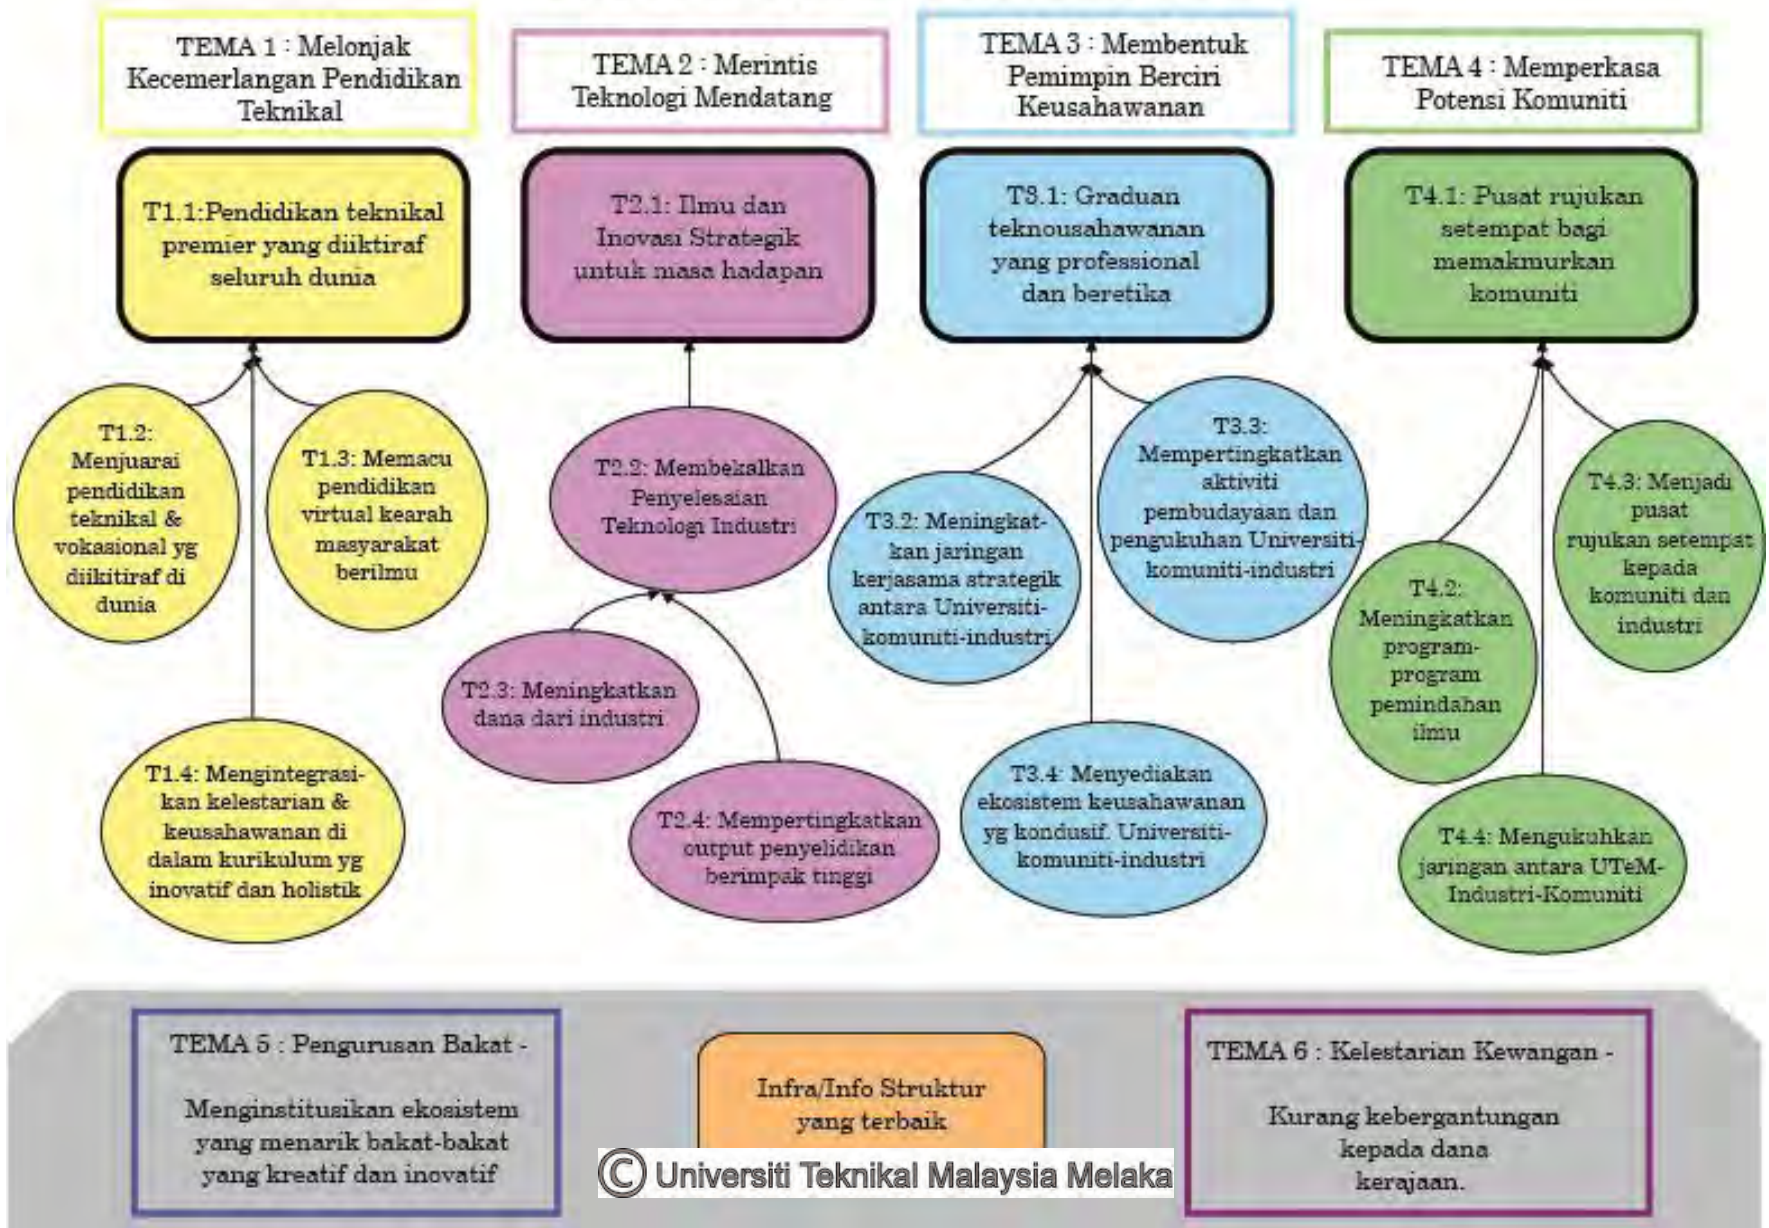 TEMA 1 : Melonjak
Kecemerlangan Pendidikan
Teknikal
TEMA 2 : Merintis
Teknologi Mendatang
TEMA 3 : Membentuk
Pemimpin Berciri
Keusahawanan
TEMA 4 : Memperkasa
Potensi Komuniti
T1.1:Pendidikan teknikal
premier yang diiktiraf
seluruh dunia
T2.1: Ilmu dan
Inovasi Strategik
untuk masa hadapan
T3.1: Graduan
teknousahawanan
yang professional
dan beretika
T4.1: Pusat rujukan
setempat bagi
memakmurkan
komuniti
T1.2:
Menjuarai
pendidikan
teknikal &
vokasional yg
diikitiraf di
dunia
T1.3: Memacu
pendidikan
virtual kearah
masyarakat
berilmu
T1.4: Mengintegrasi-
kan kelestarian &
keusahawanan di
dalam kurikulum yg
inovatif dan holistik
T2.2: Membekalkan
Penyelesaian
Teknologi Industri
T2.3: Meningkatkan
dana dari industri
T2.4: Mempertingkatkan
output penyelidikan
berimpak tinggi
T3.2: Meningkat-
kan jaringan
kerjasama strategik
antara Universiti-
komuniti-industri
T3.3:
Mempertingkatkan
aktiviti
pembudayaan dan
pengukuhan Universiti-
komuniti-industri
T3.4: Menyediakan
ekosistem keusahawanan
yg kondusif. Universiti-
komuniti-industri
T4.2:
Meningkatkan
program-
program
pemindahan
ilmu
T4.3: Menjadi
pusat
rujukan setempat
kepada
komuniti dan
industri
T4.4: Mengukuhkan
jaringan antara UTeM-
Industri-Komuniti
TEMA 5 : Pengurusan Bakat -
Menginstitusikan ekosistem
yang menarik bakat-bakat
yang kreatif dan inovatif
Infra/Info Struktur
yang terbaik
TEMA 6 : Kelestarian Kewangan -
Kurang kebergantungan
kepada dana
kerajaan.
© Universiti Teknikal Malaysia Melaka